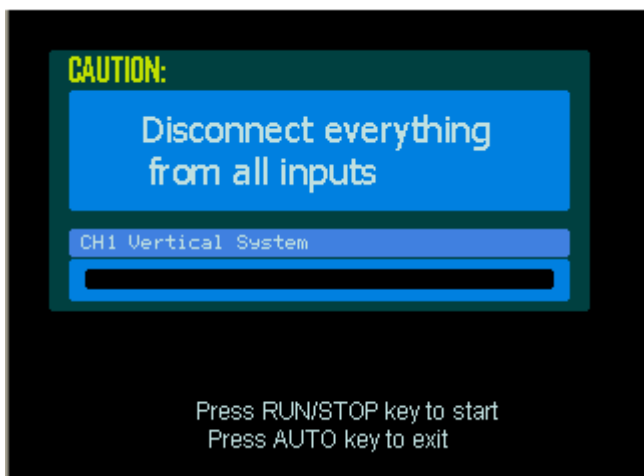 CAUTION:
Disconnect everything
from all inputs
CH1 Vertical System
Press RUN/STOP key to start
Press AUTO key to exit